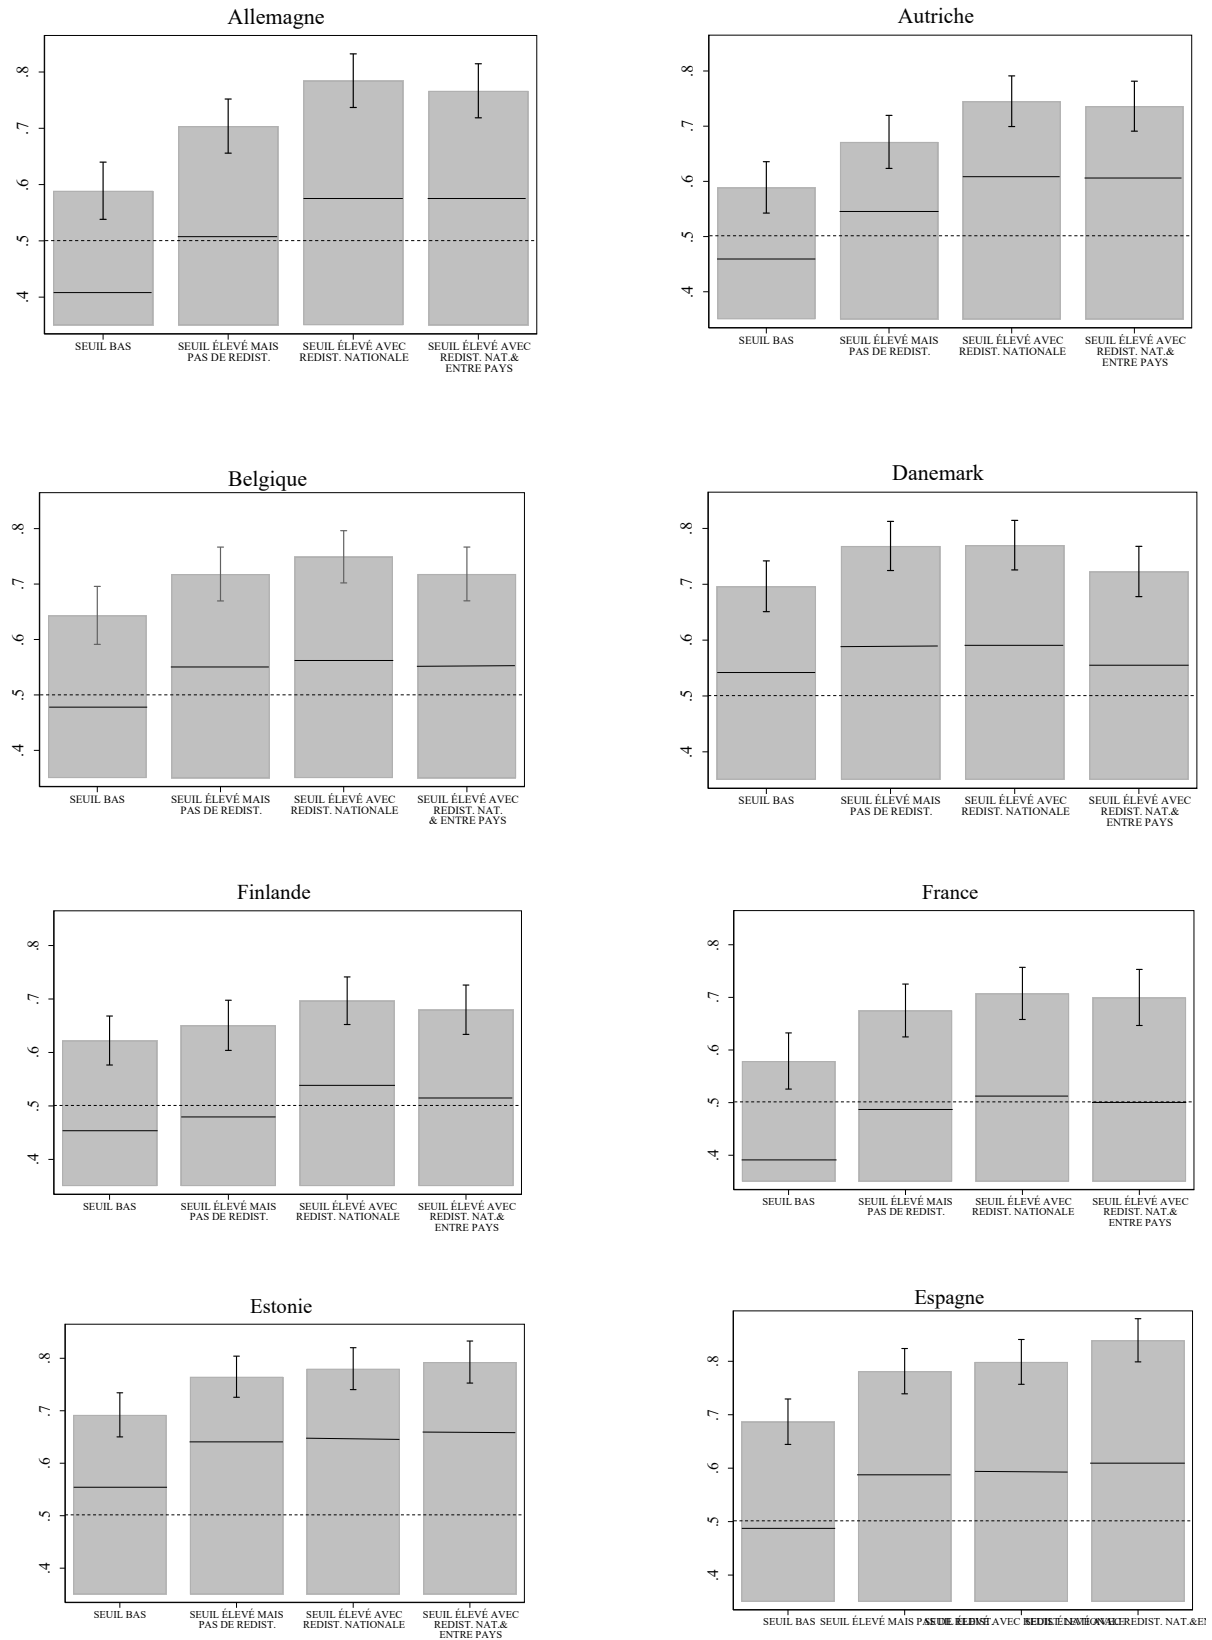 Allemagne
.8
.7
.6
.5
.4
SEUIL BAS
SEUIL ÉLEVÉ MAIS
PAS DE REDIST.
SEUIL ÉLEVÉ AVEC
REDIST. NATIONALE
SEUIL ÉLEVÉ AVEC
REDIST. NAT.&
ENTRE PAYS
Autriche
.8
.7
.6
.5
.4
SEUIL BAS
SEUIL ÉLEVÉ MAIS
PAS DE REDIST.
SEUIL ÉLEVÉ AVEC
REDIST. NATIONALE
SEUIL ÉLEVÉ AVEC
REDIST. NAT.&
ENTRE PAYS
Belgique
.8
.7
.6
.5
.4
SEUIL BAS
SEUIL ÉLEVÉ MAIS
PAS DE REDIST.
SEUIL ÉLEVÉ AVEC
REDIST. NATIONALE
SEUIL ÉLEVÉ AVEC
REDIST. NAT.
& ENTRE PAYS
Danemark
.8
.7
.6
.5
.4
SEUIL BAS
SEUIL ÉLEVÉ MAIS
PAS DE REDIST.
SEUIL ÉLEVÉ AVEC
REDIST. NATIONALE
SEUIL ÉLEVÉ AVEC
REDIST. NAT.&
ENTRE PAYS
Finlande
.8
.7
.6
.5
.4
SEUIL BAS
SEUIL ÉLEVÉ MAIS
PAS DE REDIST.
SEUIL ÉLEVÉ AVEC
REDIST. NATIONALE
SEUIL ÉLEVÉ AVEC
REDIST. NAT.&
ENTRE PAYS
France
.8
.7
.6
.5
.4
SEUIL BAS
SEUIL ÉLEVÉ MAIS
PAS DE REDIST.
SEUIL ÉLEVÉ AVEC
REDIST. NATIONALE
SEUIL ÉLEVÉ AVEC
REDIST. NAT.&
ENTRE PAYS
Estonie
.8
.7
.6
.5
.4
SEUIL BAS
SEUIL ÉLEVÉ MAIS
PAS DE REDIST.
SEUIL ÉLEVÉ AVEC
REDIST. NATIONALE
SEUIL ÉLEVÉ AVEC
REDIST. NAT.&
ENTRE PAYS
Espagne
.8
.7
.6
.5
.4
SEUIL BAS
SEUIL ÉLEVÉ MAIS
AVEC
REDIST. NAT.&